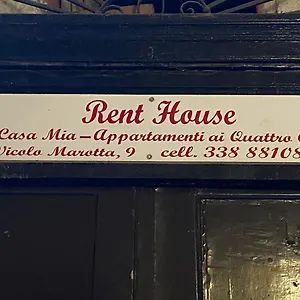 Rent House
Casa Mia – Appartamenti ai Quattro
Vicolo Marotta, 9 cell. 338 88108